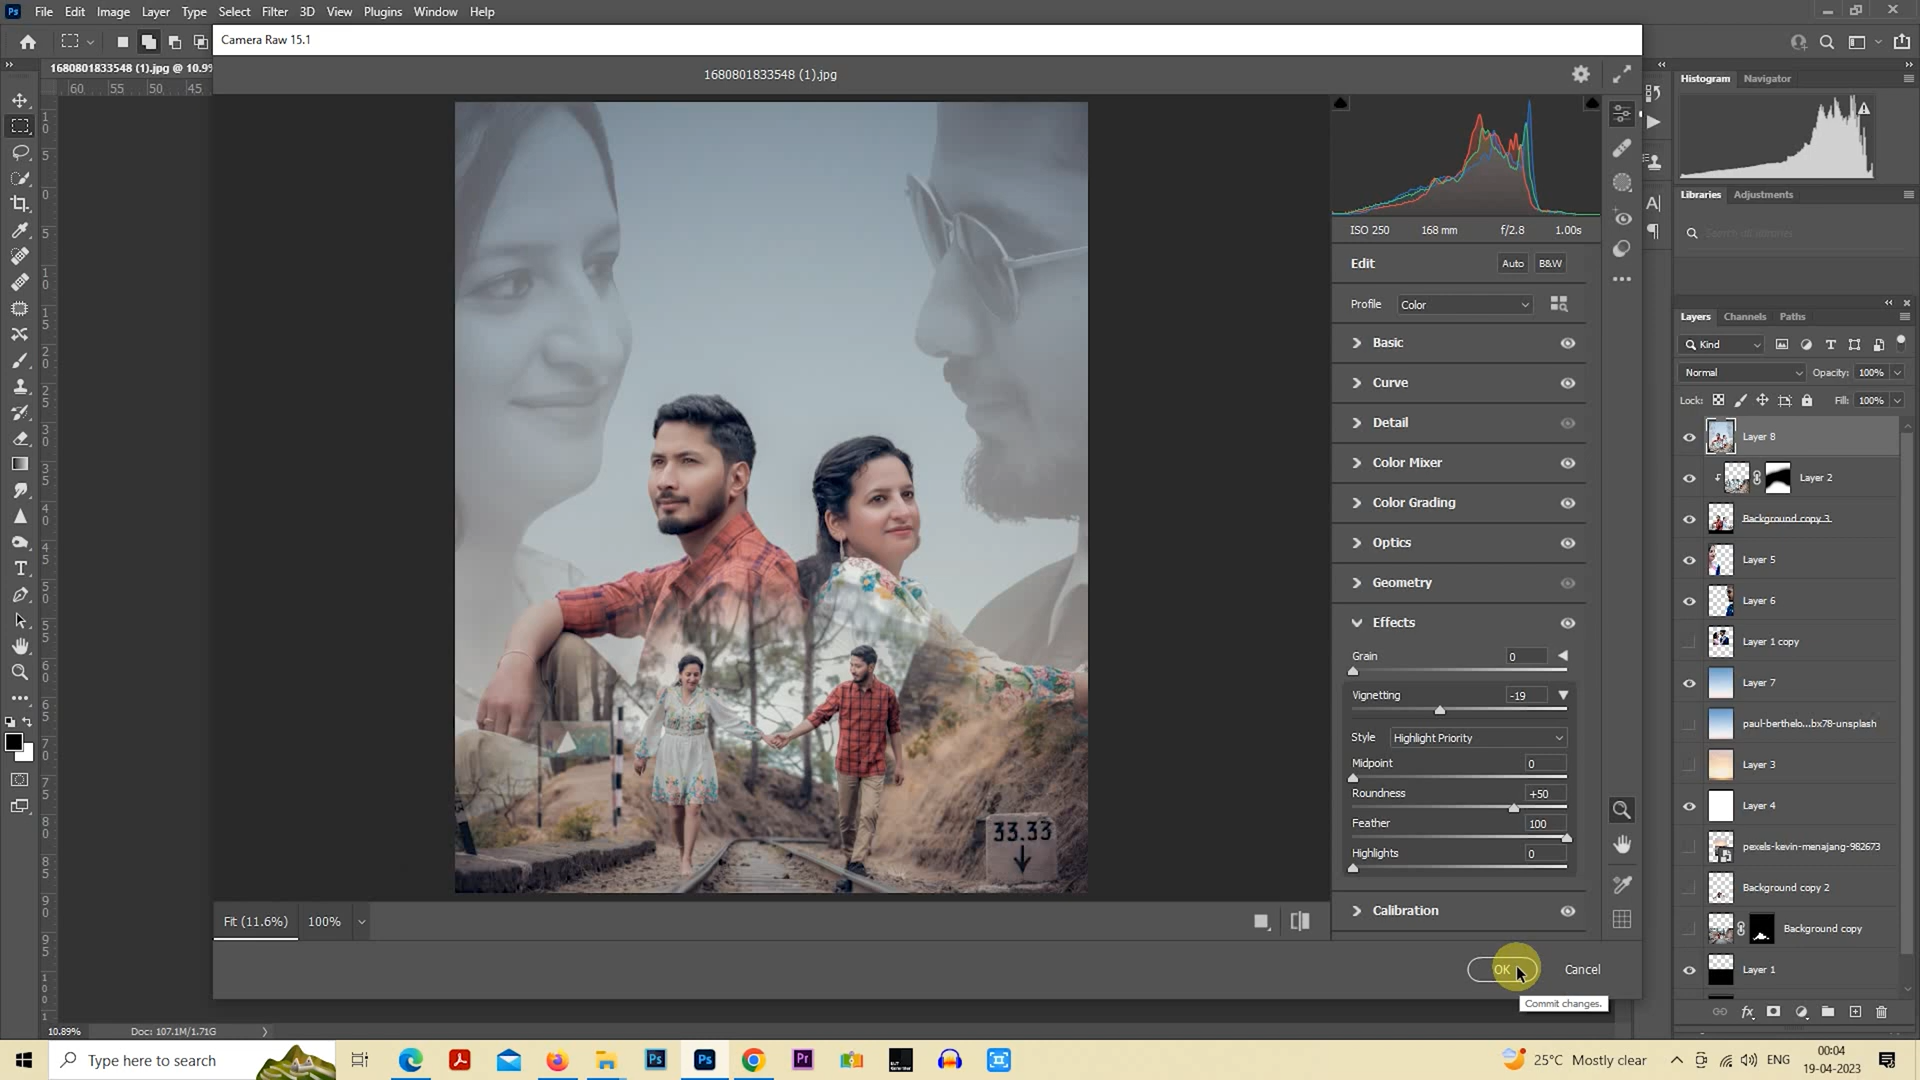 File Edit Image Layer Type Select Filter 3D View Plugins Window Help
Camera Raw 15.1
1680801833548 (1).jpg @ 10.9%
1680801833548 (1).jpg
60 55 50 45
Histogram Navigator
ISO 250 168 mm f/2.8 1.00s
Libraries Adjustments
Search all libraries
Edit Auto B&W
Profile Color
Basic
Curve
Detail
Color Mixer
Color Grading
Optics
Geometry
Effects
Grain 0
Vignetting -19
Style Highlight Priority
Midpoint 0
Roundness +50
Feather 100
Highlights 0
Calibration
Layers Channels Paths
Kind
Normal Opacity: 100%
Lock: Fill: 100%
Layer 8
Layer 2
Background copy 3
Layer 5
Layer 6
Layer 1 copy
Layer 7
paul-berthelo...bx78-unsplash
Layer 3
Layer 4
pexels-kevin-menajang-982673
Background copy 2
Background copy
Layer 1
33.33
Fit (11.6%) 100%
OK Cancel
Commit changes.
10.89% Doc: 107.1M/1.71G
Type here to search
25°C Mostly clear
ENG
00:04
19-04-2023